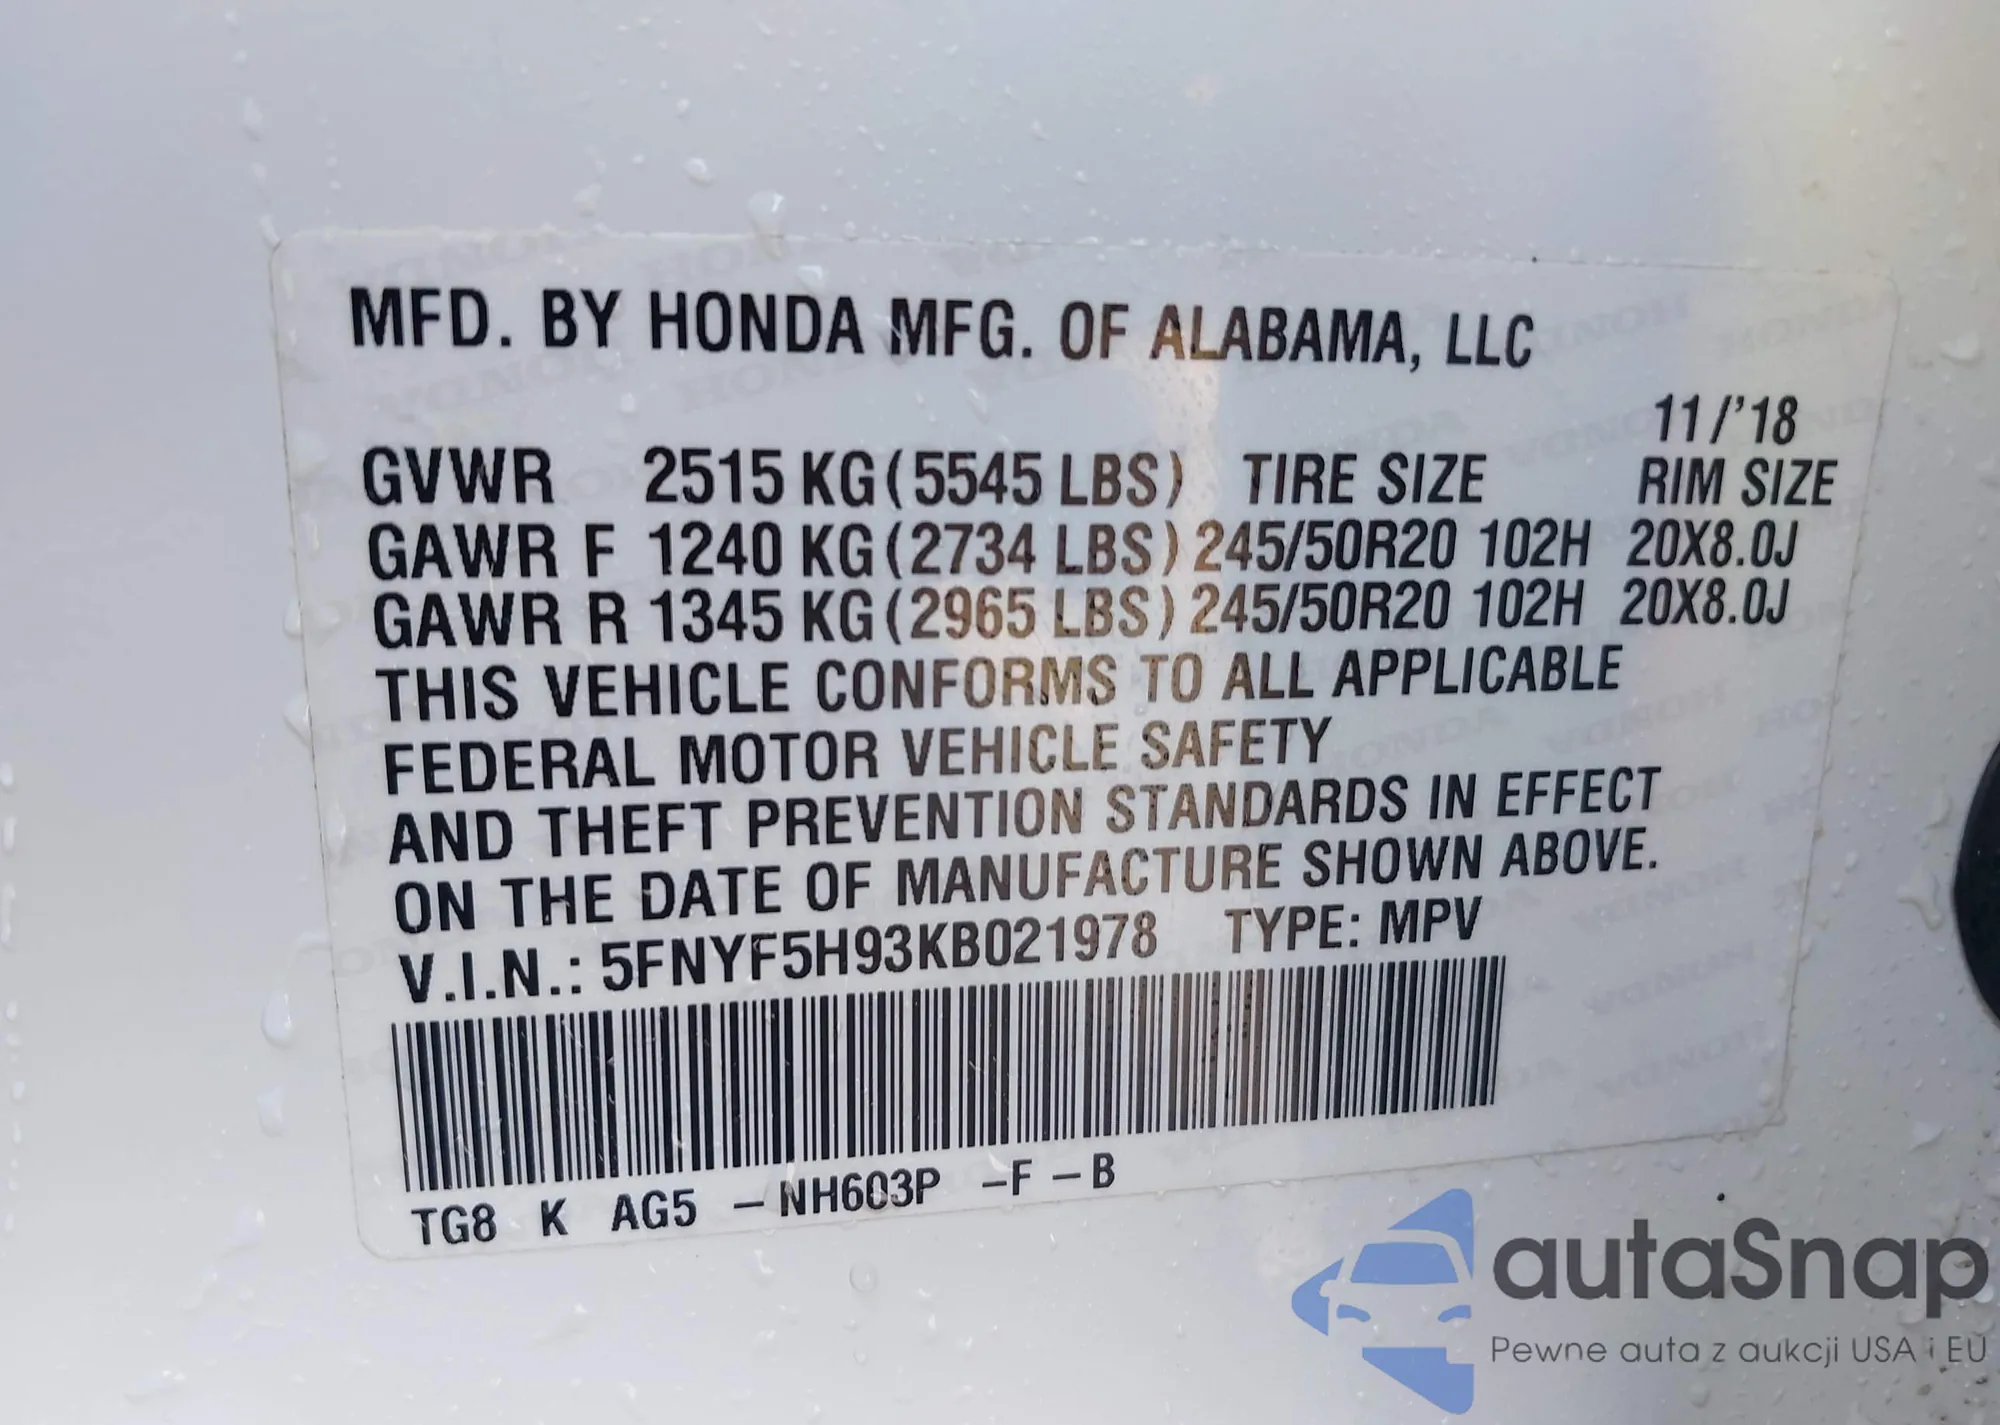 MFD. BY HONDA MFG. OF ALABAMA, LLC
11/'18
GVWR 2515 KG (5545 LBS) TIRE SIZE RIM SIZE
GAWR F 1240 KG (2734 LBS) 245/50R20 102H 20X8.0J
GAWR R 1345 KG (2965 LBS) 245/50R20 102H 20X8.0J
THIS VEHICLE CONFORMS TO ALL APPLICABLE
FEDERAL MOTOR VEHICLE SAFETY
AND THEFT PREVENTION STANDARDS IN EFFECT
ON THE DATE OF MANUFACTURE SHOWN ABOVE.
V.I.N.: 5FNYF5H93KB021978 TYPE: MPV
TG8 K AG5 -NH603P -F -B
autaSnap
Pewne auta z aukcji USA i EU